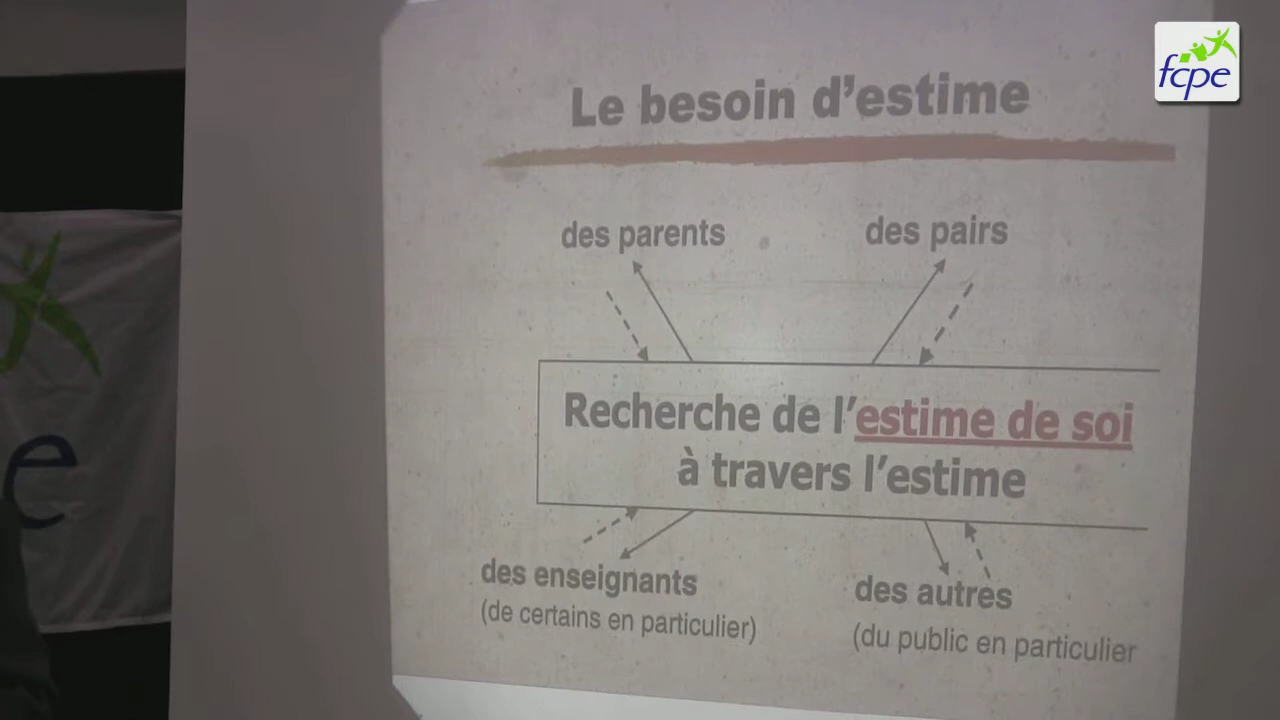 fcpe
Le besoin d'estime
des parents
des pairs
Recherche de l'estime de soi
à travers l'estime
des enseignants
(de certains en particulier)
des autres
(du public en particulier
e